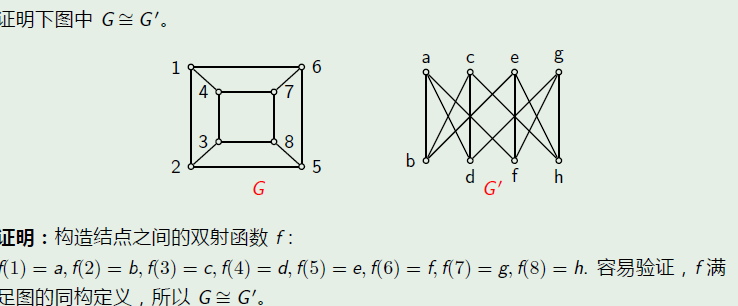 证明下图中 G ≅ G′。
1 6 a c e g
4 7
3 8
2 5 b d f h
G G′
证明：构造结点之间的双射函数 f :
f(1) = a, f(2) = b, f(3) = c, f(4) = d, f(5) = e, f(6) = f, f(7) = g, f(8) = h. 容易验证，f 满
足图的同构定义，所以 G ≅ G′。